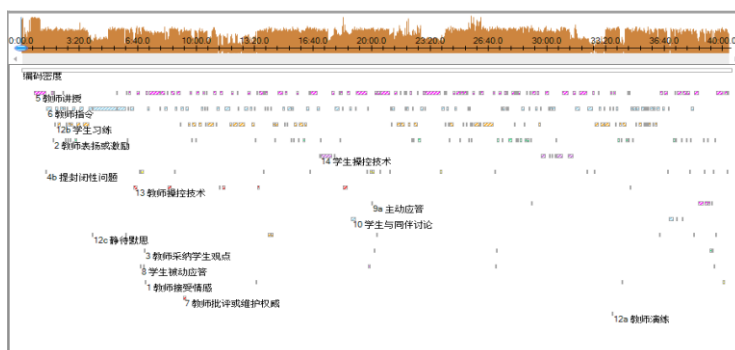 0:00.0 3:20.0 6:40.0 10:00.0 13:20.0 16:40.0 20:00.0 23:20.0 26:40.0 30:00.0 33:20.0 36:40.0 40:00.0
编码密度
5 教师讲授
6 教师指令
12b 学生习练
2 教师表扬或激励
14 学生操控技术
4b 提封闭性问题
13 教师操控技术
9a 主动应答
10 学生与同伴讨论
12c 静待默思
3 教师采纳学生观点
8 学生被动应答
1 教师接受情感
7 教师批评或维护权威
12a 教师演练